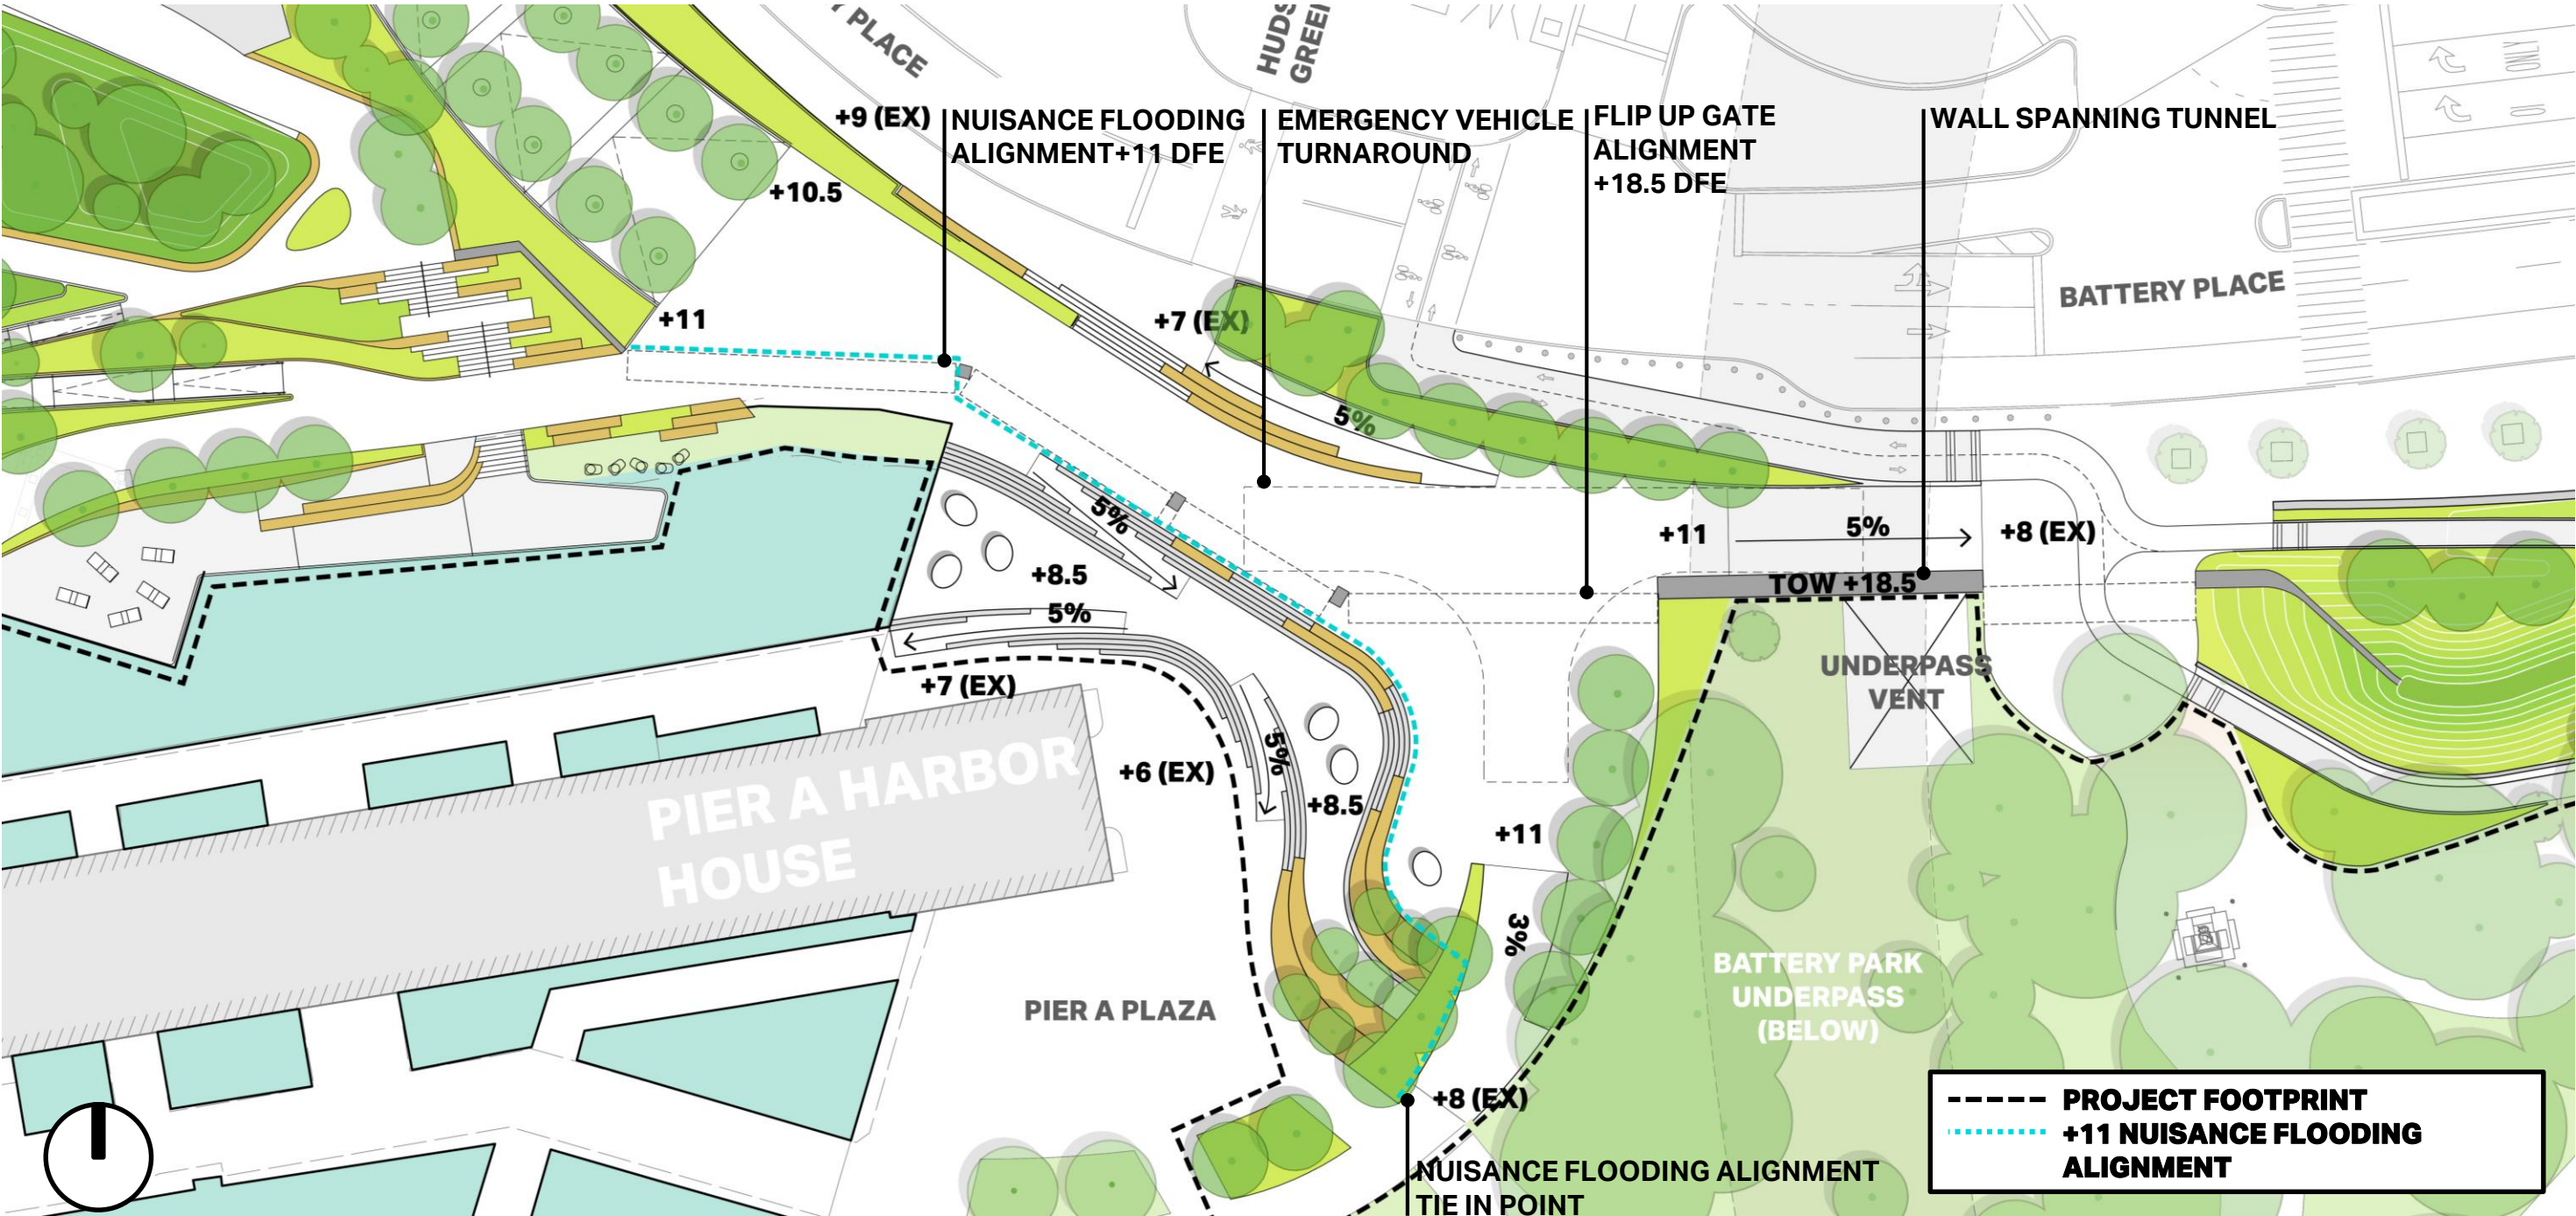 PLACE
HUDS
GREEN
+9 (EX)
NUISANCE FLOODING
ALIGNMENT+11 DFE
EMERGENCY VEHICLE
TURNAROUND
FLIP UP GATE
ALIGNMENT
+18.5 DFE
WALL SPANNING TUNNEL
+10.5
BATTERY PLACE
+11
+7 (EX)
5%
5%
+11
5%
+8 (EX)
+8.5
5%
TOW +18.5
+7 (EX)
UNDERPASS
VENT
PIER A HARBOR
HOUSE
+6 (EX)
5%
+8.5
+11
3%
BATTERY PARK
UNDERPASS
(BELOW)
PIER A PLAZA
+8 (EX)
NUISANCE FLOODING ALIGNMENT
TIE IN POINT
PROJECT FOOTPRINT
+11 NUISANCE FLOODING
ALIGNMENT